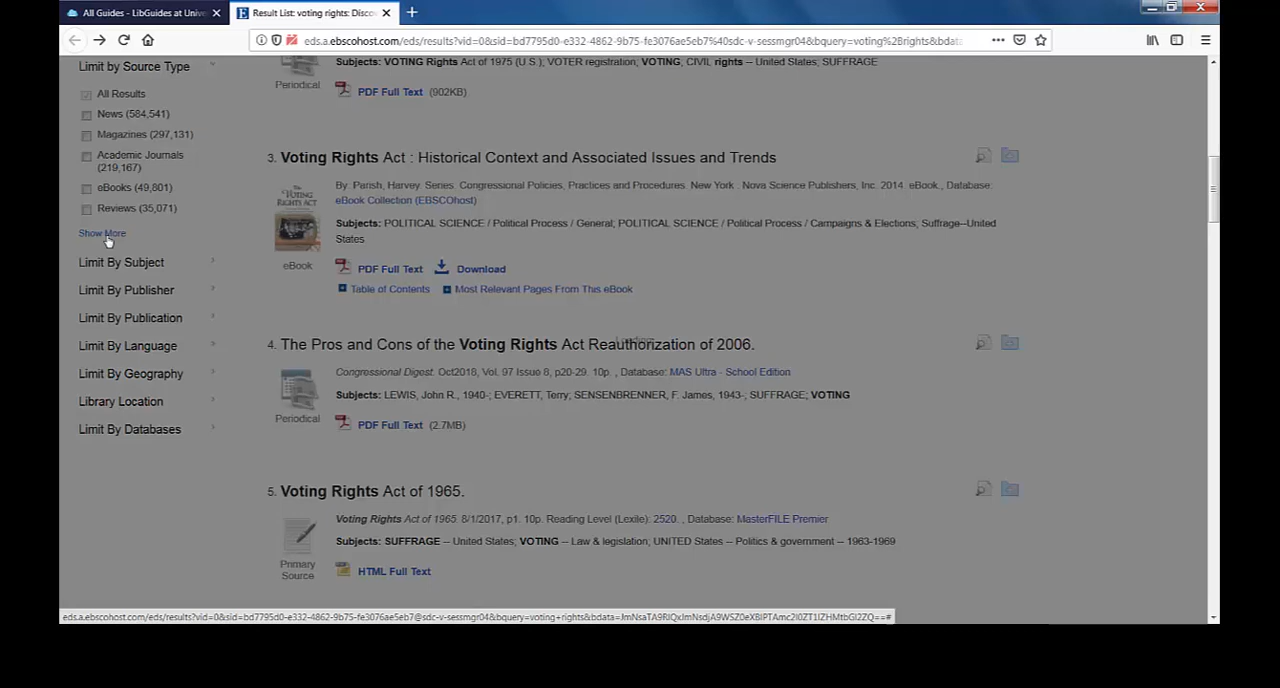 All Guides - LibGuides at Unive
Result List: voting rights: Disco
eds.a.ebscohost.com/eds/results?vid=0&sid=bd7795d0-e332-4862-9b75-fe3076ae5eb7%40sdc-v-sessmgr04&bquery=voting%2Brights&bda
Limit by Source Type
All Results
News (584,541)
Magazines (297,131)
Academic Journals
(219,167)
eBooks (49,801)
Reviews (35,071)
Show More
Limit By Subject
Limit By Publisher
Limit By Publication
Limit By Language
Limit By Geography
Library Location
Limit By Databases
Periodical
Subjects: VOTING Rights Act of 1975 (U.S.); VOTER registration; VOTING; CIVIL rights -- United States; SUFFRAGE
PDF Full Text (902KB)
3. Voting Rights Act : Historical Context and Associated Issues and Trends
By: Parish, Harvey. Series: Congressional Policies, Practices and Procedures. New York : Nova Science Publishers, Inc. 2014. eBook., Database:
eBook Collection (EBSCOhost)
Subjects: POLITICAL SCIENCE / Political Process / General; POLITICAL SCIENCE / Political Process / Campaigns & Elections; Suffrage--United
States
eBook
PDF Full Text Download
Table of Contents Most Relevant Pages From This eBook
4. The Pros and Cons of the Voting Rights Act Reauthorization of 2006.
Congressional Digest. Oct2018, Vol. 97 Issue 8, p20-29. 10p. , Database: MAS Ultra - School Edition
Subjects: LEWIS, John R., 1940-; EVERETT, Terry; SENSENBRENNER, F. James, 1943-; SUFFRAGE; VOTING
Periodical
PDF Full Text (2.7MB)
5. Voting Rights Act of 1965.
Voting Rights Act of 1965. 8/1/2017, p1. 10p. Reading Level (Lexile): 2520. , Database: MasterFILE Premier
Subjects: SUFFRAGE -- United States; VOTING -- Law & legislation; UNITED States -- Politics & government -- 1963-1969
Primary
Source
HTML Full Text